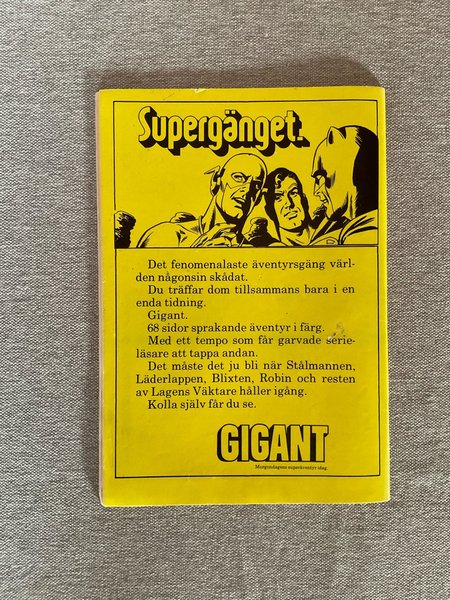 Supergänget.
Det fenomenalaste äventyrsgäng värl-
den någonsin skådat.
Du träffar dom tillsammans bara i en
enda tidning.
Gigant.
68 sidor sprakande äventyr i färg.
Med ett tempo som får garvade serie-
läsare att tappa andan.
Det måste det ju bli när Stålmannen,
Läderlappen, Blixten, Robin och resten
av Lagens Väktare håller igång.
Kolla själv får du se.
GIGANT
Morgondagens superäventyr idag.